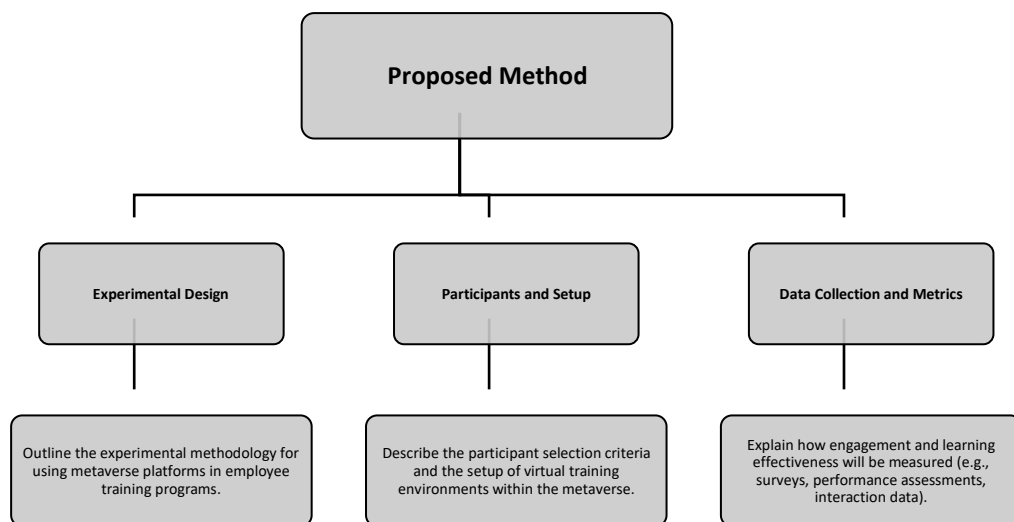 Proposed Method
Experimental Design
Participants and Setup
Data Collection and Metrics
Outline the experimental methodology for
using metaverse platforms in employee
training programs.
Describe the participant selection criteria
and the setup of virtual training
environments within the metaverse.
Explain how engagement and learning
effectiveness will be measured (e.g.,
surveys, performance assessments,
interaction data).